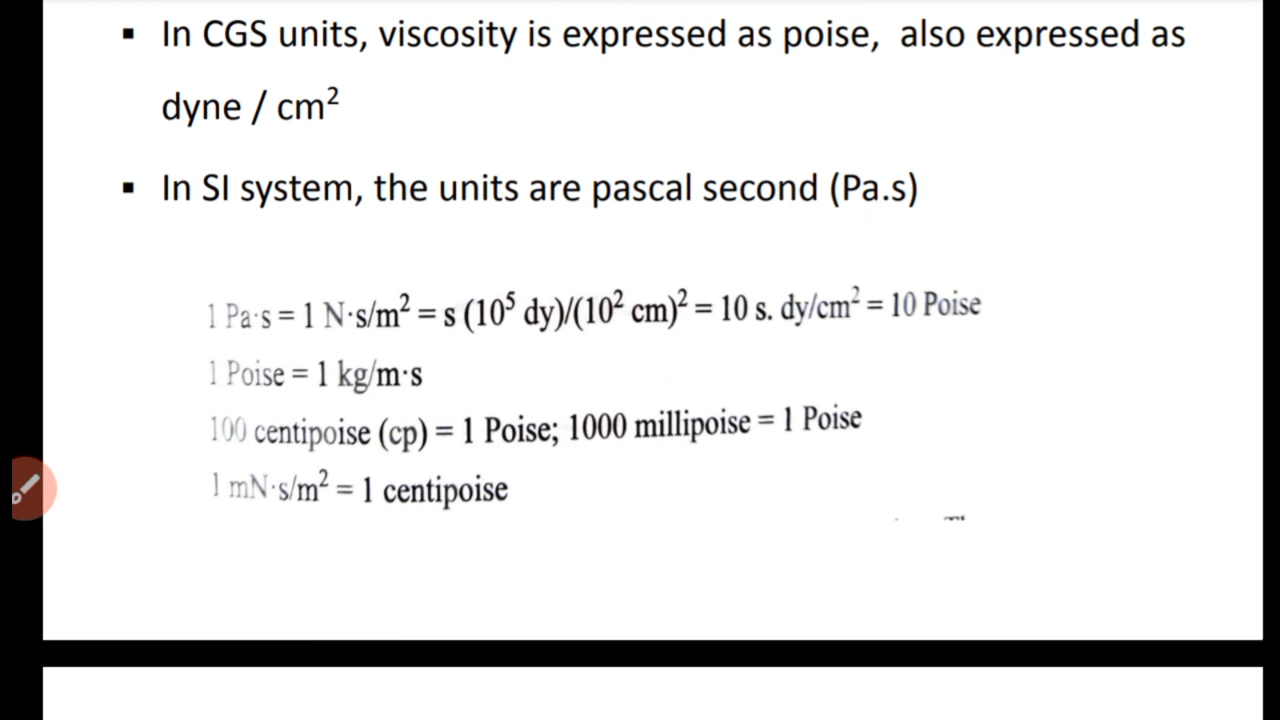 ▪ In CGS units, viscosity is expressed as poise, also expressed as
dyne / cm²
▪ In SI system, the units are pascal second (Pa.s)
1 Pa·s = 1 N·s/m² = s (10⁵ dy)/(10² cm)² = 10 s. dy/cm² = 10 Poise
1 Poise = 1 kg/m·s
100 centipoise (cp) = 1 Poise; 1000 millipoise = 1 Poise
1 mN·s/m² = 1 centipoise